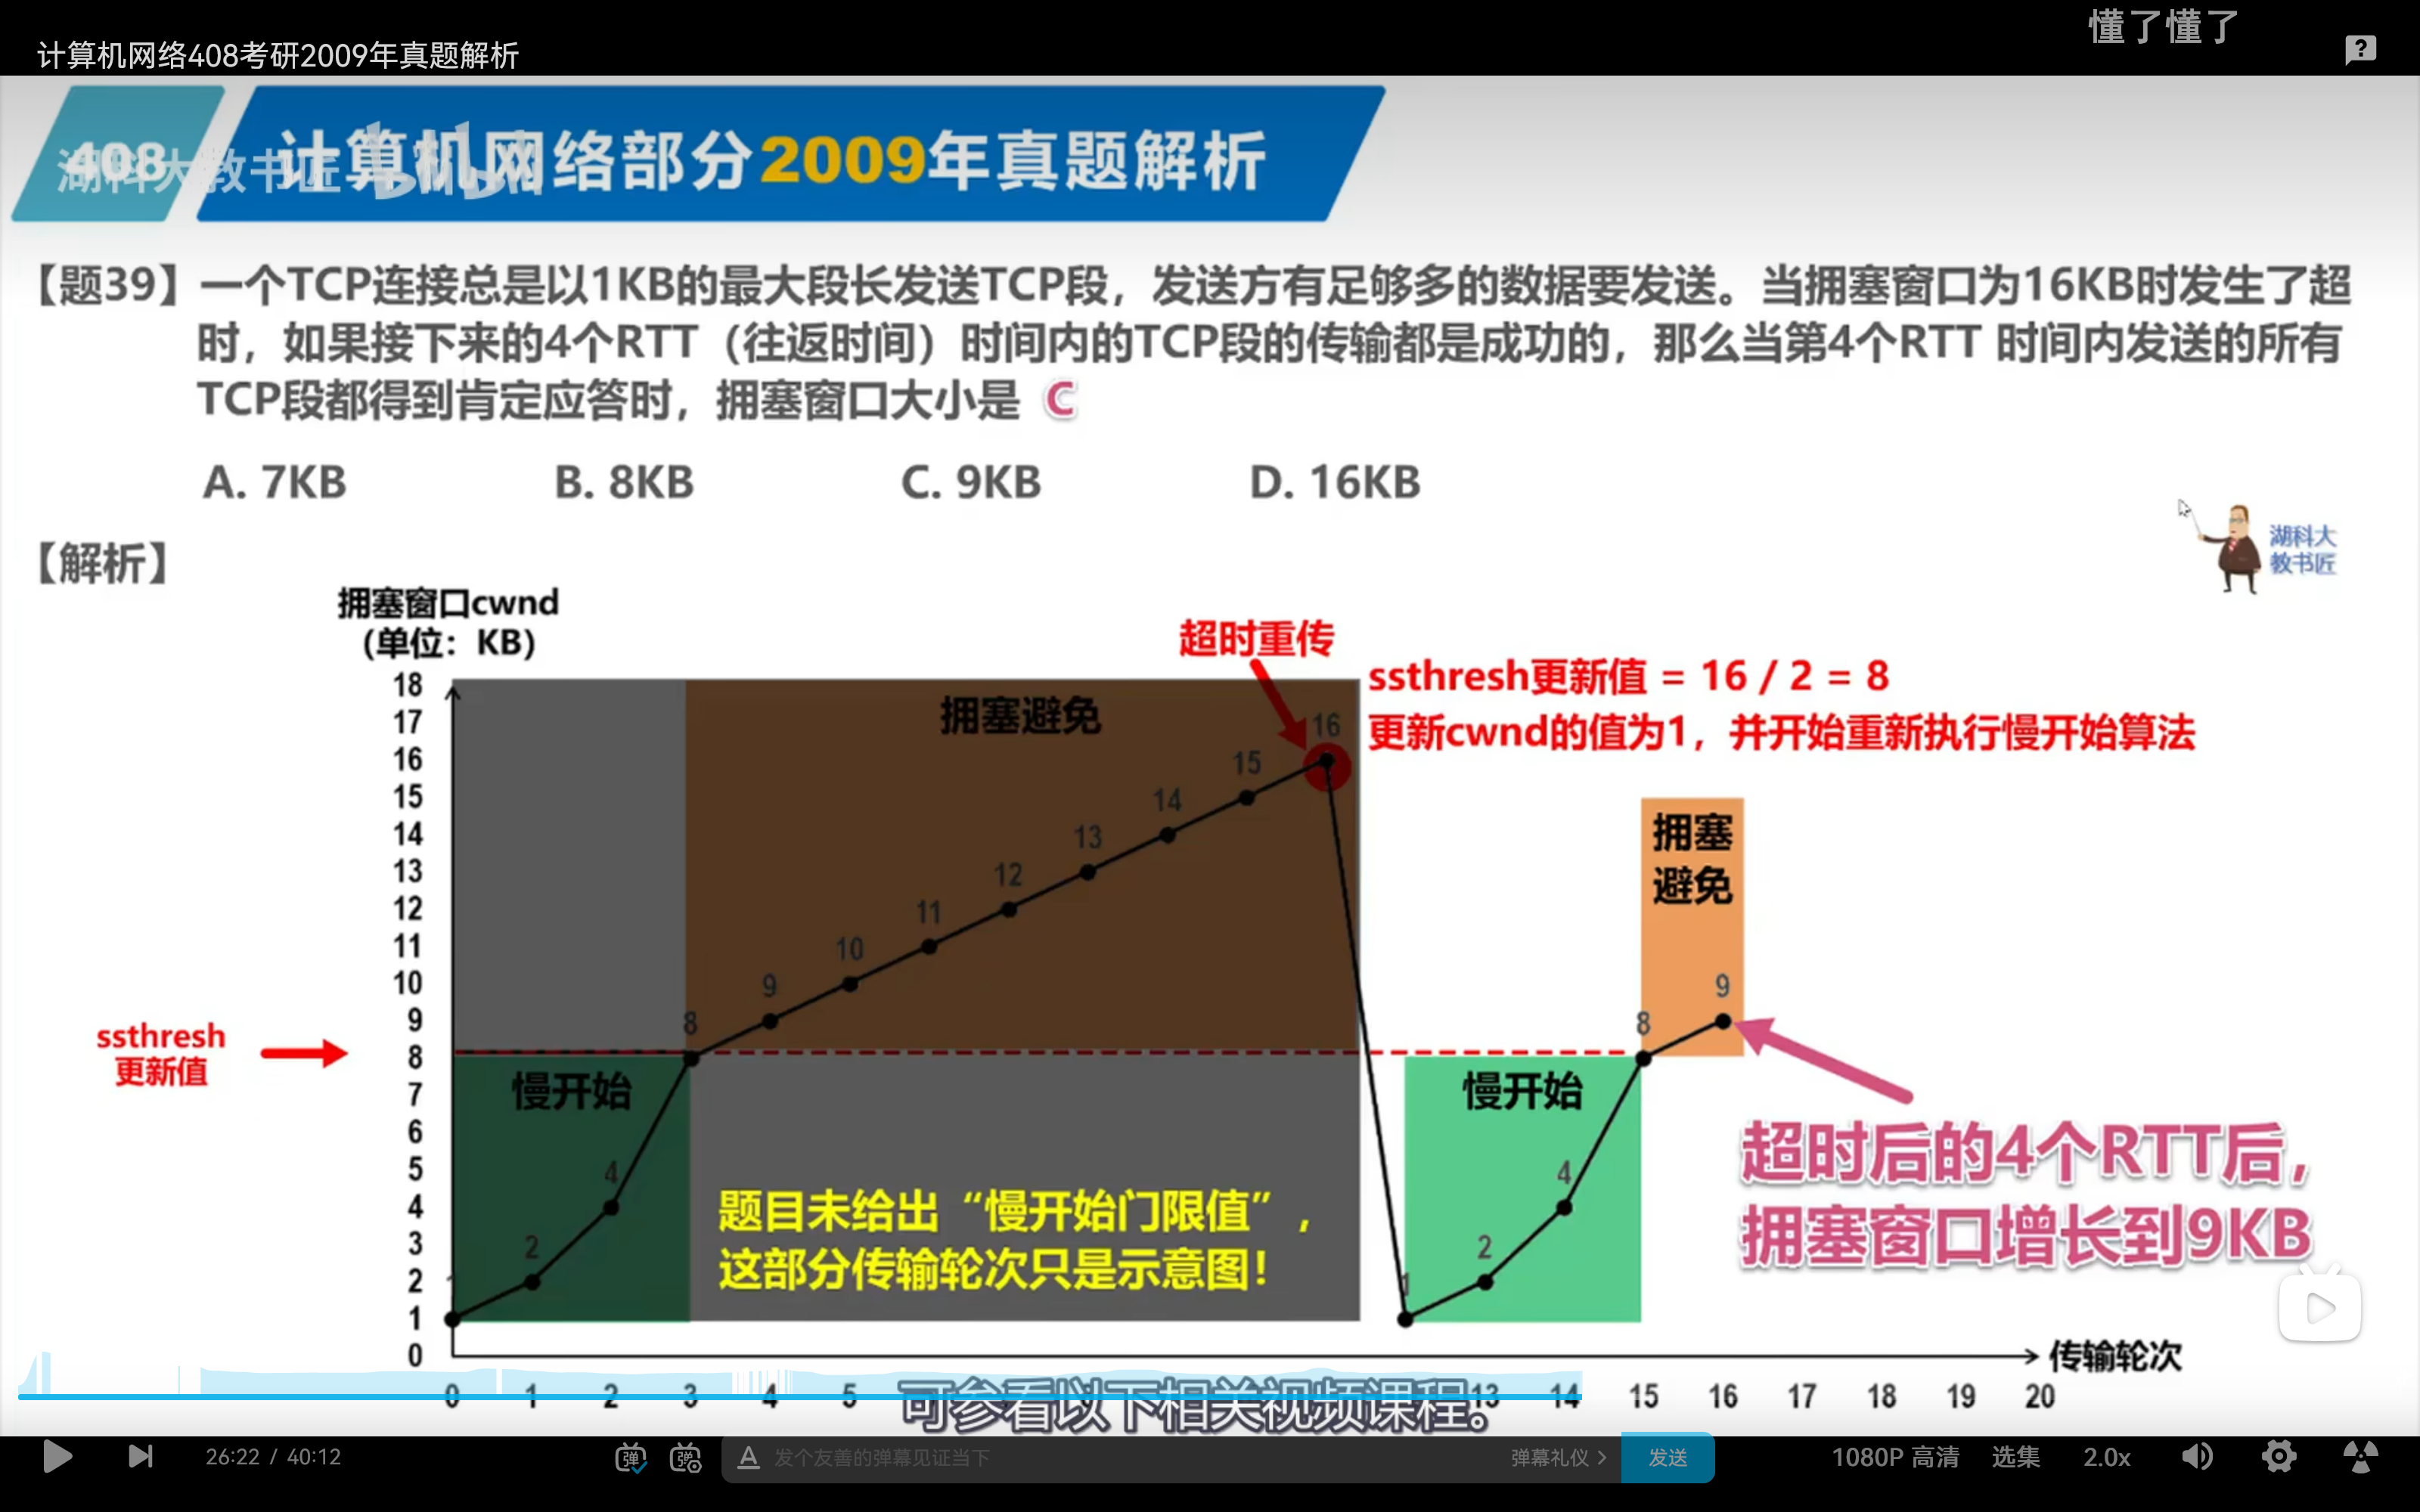 懂了懂了
计算机网络408考研2009年真题解析
408
计算机网络部分2009年真题解析
湖科大教书匠 bilibili
【题39】一个TCP连接总是以1KB的最大段长发送TCP段，发送方有足够多的数据要发送。当拥塞窗口为16KB时发生了超
时，如果接下来的4个RTT（往返时间）时间内的TCP段的传输都是成功的，那么当第4个RTT 时间内发送的所有
TCP段都得到肯定应答时，拥塞窗口大小是 C
A. 7KB B. 8KB C. 9KB D. 16KB
湖科大
教书匠
【解析】
拥塞窗口cwnd
（单位：KB）
超时重传
ssthresh更新值 = 16 / 2 = 8
更新cwnd的值为1，并开始重新执行慢开始算法
18
17
16
15
14
13
12
11
10
9
8
7
6
5
4
3
2
1
0
拥塞避免
慢开始
1
2
4
8
9
10
11
12
13
14
15
16
ssthresh
更新值
题目未给出“慢开始门限值”，
这部分传输轮次只是示意图！
慢开始
1
2
4
8
拥塞
避免
9
超时后的4个RTT后，
拥塞窗口增长到9KB
传输轮次
0 1 2 3 4 5 13 14 15 16 17 18 19 20
可参看以下相关视频课程。
26:22 / 40:12
弹 弹
A 发个友善的弹幕见证当下 弹幕礼仪 > 发送
1080P 高清 选集 2.0x